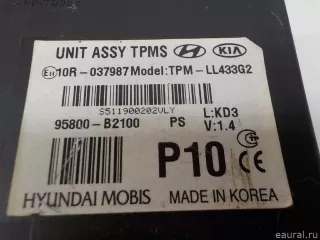 UNIT ASSY TPMS HYUNDAI KIA
E11 10R-037987 Model:TPM-LL433G2
S511900202VLY L:KD3
95800-B2100 PS V:1.4
P10 CE
HYUNDAI MOBIS MADE IN KOREA
eaural.ru